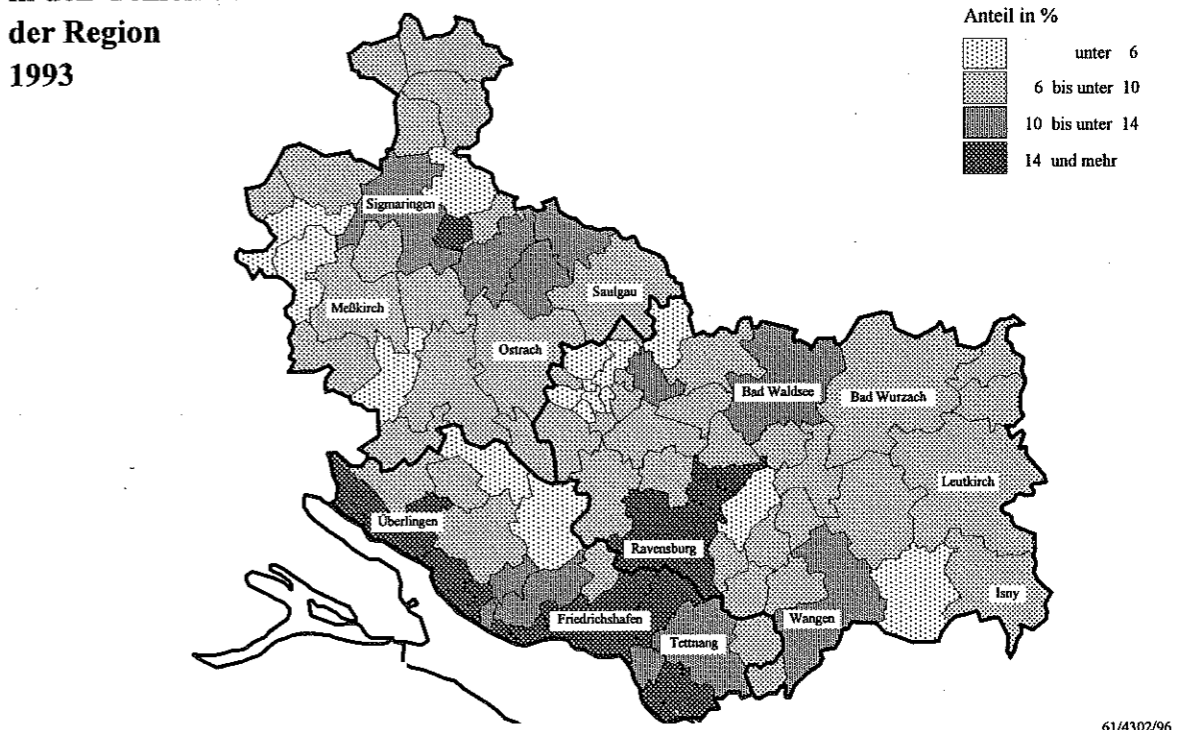 der Region
1993
Anteil in %
unter 6
6 bis unter 10
10 bis unter 14
14 und mehr
Sigmaringen
Meßkirch
Saulgau
Ostrach
Bad Waldsee
Bad Wurzach
Leutkirch
Überlingen
Ravensburg
Isny
Friedrichshafen
Wangen
Tettnang
61/4302/96